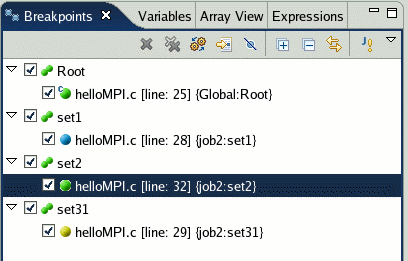 Breakpoints Variables Array View Expressions
Root
helloMPI.c [line: 25] {Global:Root}
set1
helloMPI.c [line: 28] {job2:set1}
set2
helloMPI.c [line: 32] {job2:set2}
set31
helloMPI.c [line: 29] {job2:set31}